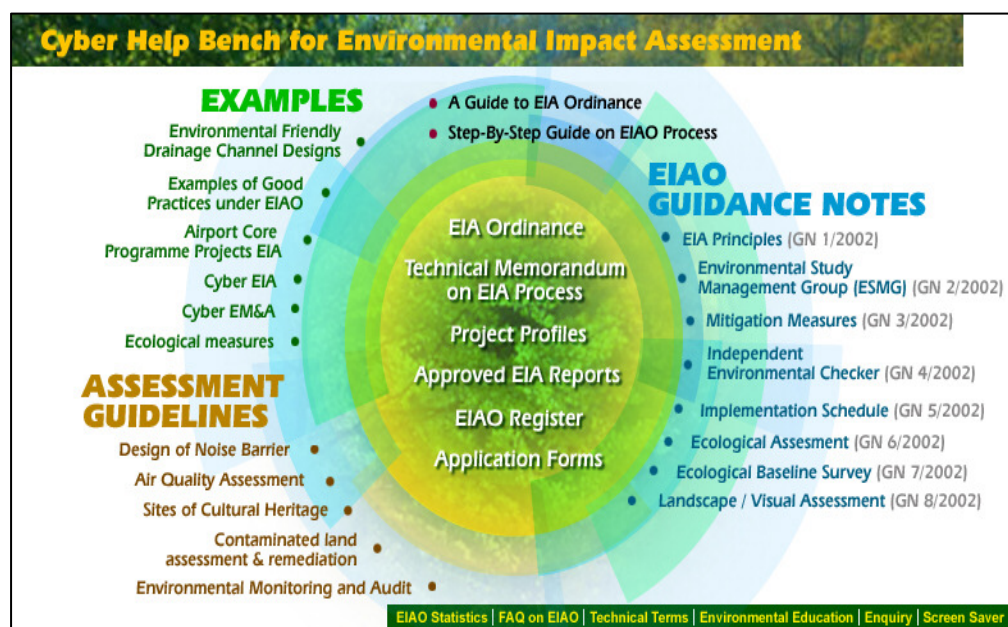 Cyber Help Bench for Environmental Impact Assessment
EXAMPLES
Environmental Friendly
Drainage Channel Designs
Examples of Good
Practices under EIAO
Airport Core
Programme Projects EIA
Cyber EIA
Cyber EM&A
Ecological measures
ASSESSMENT
GUIDELINES
Design of Noise Barrier
Air Quality Assessment
Sites of Cultural Heritage
Contaminated land
assessment & remediation
Environmental Monitoring and Audit
• A Guide to EIA Ordinance
• Step-By-Step Guide on EIAO Process
EIA Ordinance
Technical Memorandum
on EIA Process
Project Profiles
Approved EIA Reports
EIAO Register
Application Forms
EIAO
GUIDANCE NOTES
EIA Principles (GN 1/2002)
Environmental Study
Management Group (ESMG) (GN 2/2002)
Mitigation Measures (GN 3/2002)
Independent
Environmental Checker (GN 4/2002)
Implementation Schedule (GN 5/2002)
Ecological Assesment (GN 6/2002)
Ecological Baseline Survey (GN 7/2002)
Landscape / Visual Assessment (GN 8/2002)
EIAO Statistics | FAQ on EIAO | Technical Terms | Environmental Education | Enquiry | Screen Saver